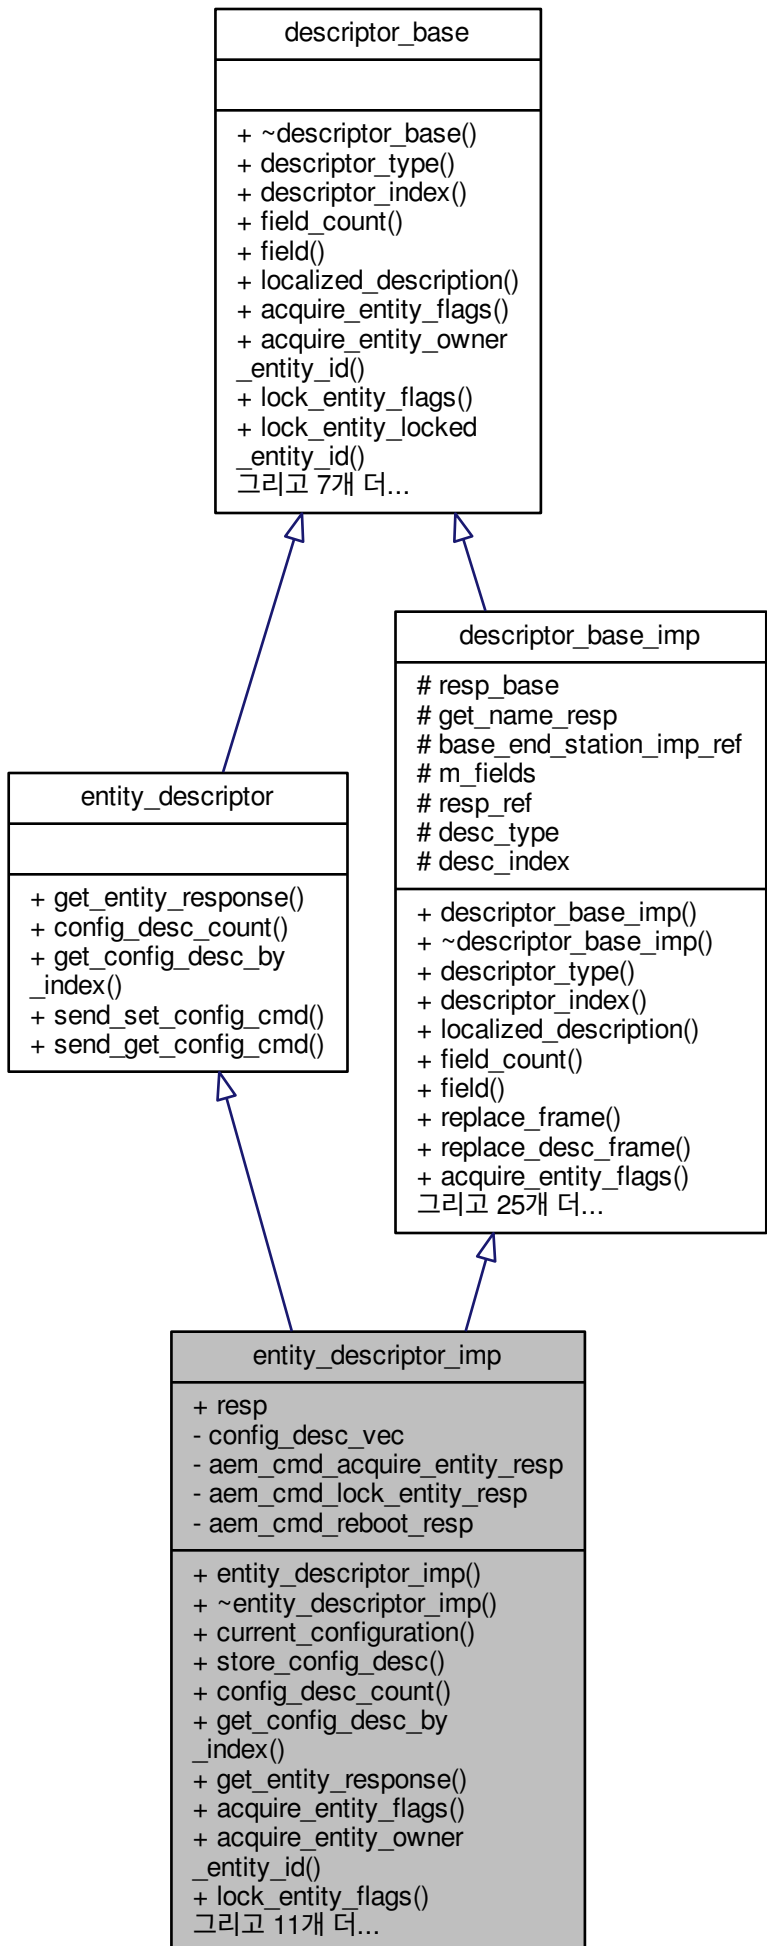 descriptor_base
+ ~descriptor_base()
+ descriptor_type()
+ descriptor_index()
+ field_count()
+ field()
+ localized_description()
+ acquire_entity_flags()
+ acquire_entity_owner
_entity_id()
+ lock_entity_flags()
+ lock_entity_locked
_entity_id()
그리고 7개 더...
descriptor_base_imp
# resp_base
# get_name_resp
# base_end_station_imp_ref
# m_fields
# resp_ref
# desc_type
# desc_index
+ descriptor_base_imp()
+ ~descriptor_base_imp()
+ descriptor_type()
+ descriptor_index()
+ localized_description()
+ field_count()
+ field()
+ replace_frame()
+ replace_desc_frame()
+ acquire_entity_flags()
그리고 25개 더...
entity_descriptor
+ get_entity_response()
+ config_desc_count()
+ get_config_desc_by
_index()
+ send_set_config_cmd()
+ send_get_config_cmd()
entity_descriptor_imp
+ resp
- config_desc_vec
- aem_cmd_acquire_entity_resp
- aem_cmd_lock_entity_resp
- aem_cmd_reboot_resp
+ entity_descriptor_imp()
+ ~entity_descriptor_imp()
+ current_configuration()
+ store_config_desc()
+ config_desc_count()
+ get_config_desc_by
_index()
+ get_entity_response()
+ acquire_entity_flags()
+ acquire_entity_owner
_entity_id()
+ lock_entity_flags()
그리고 11개 더...